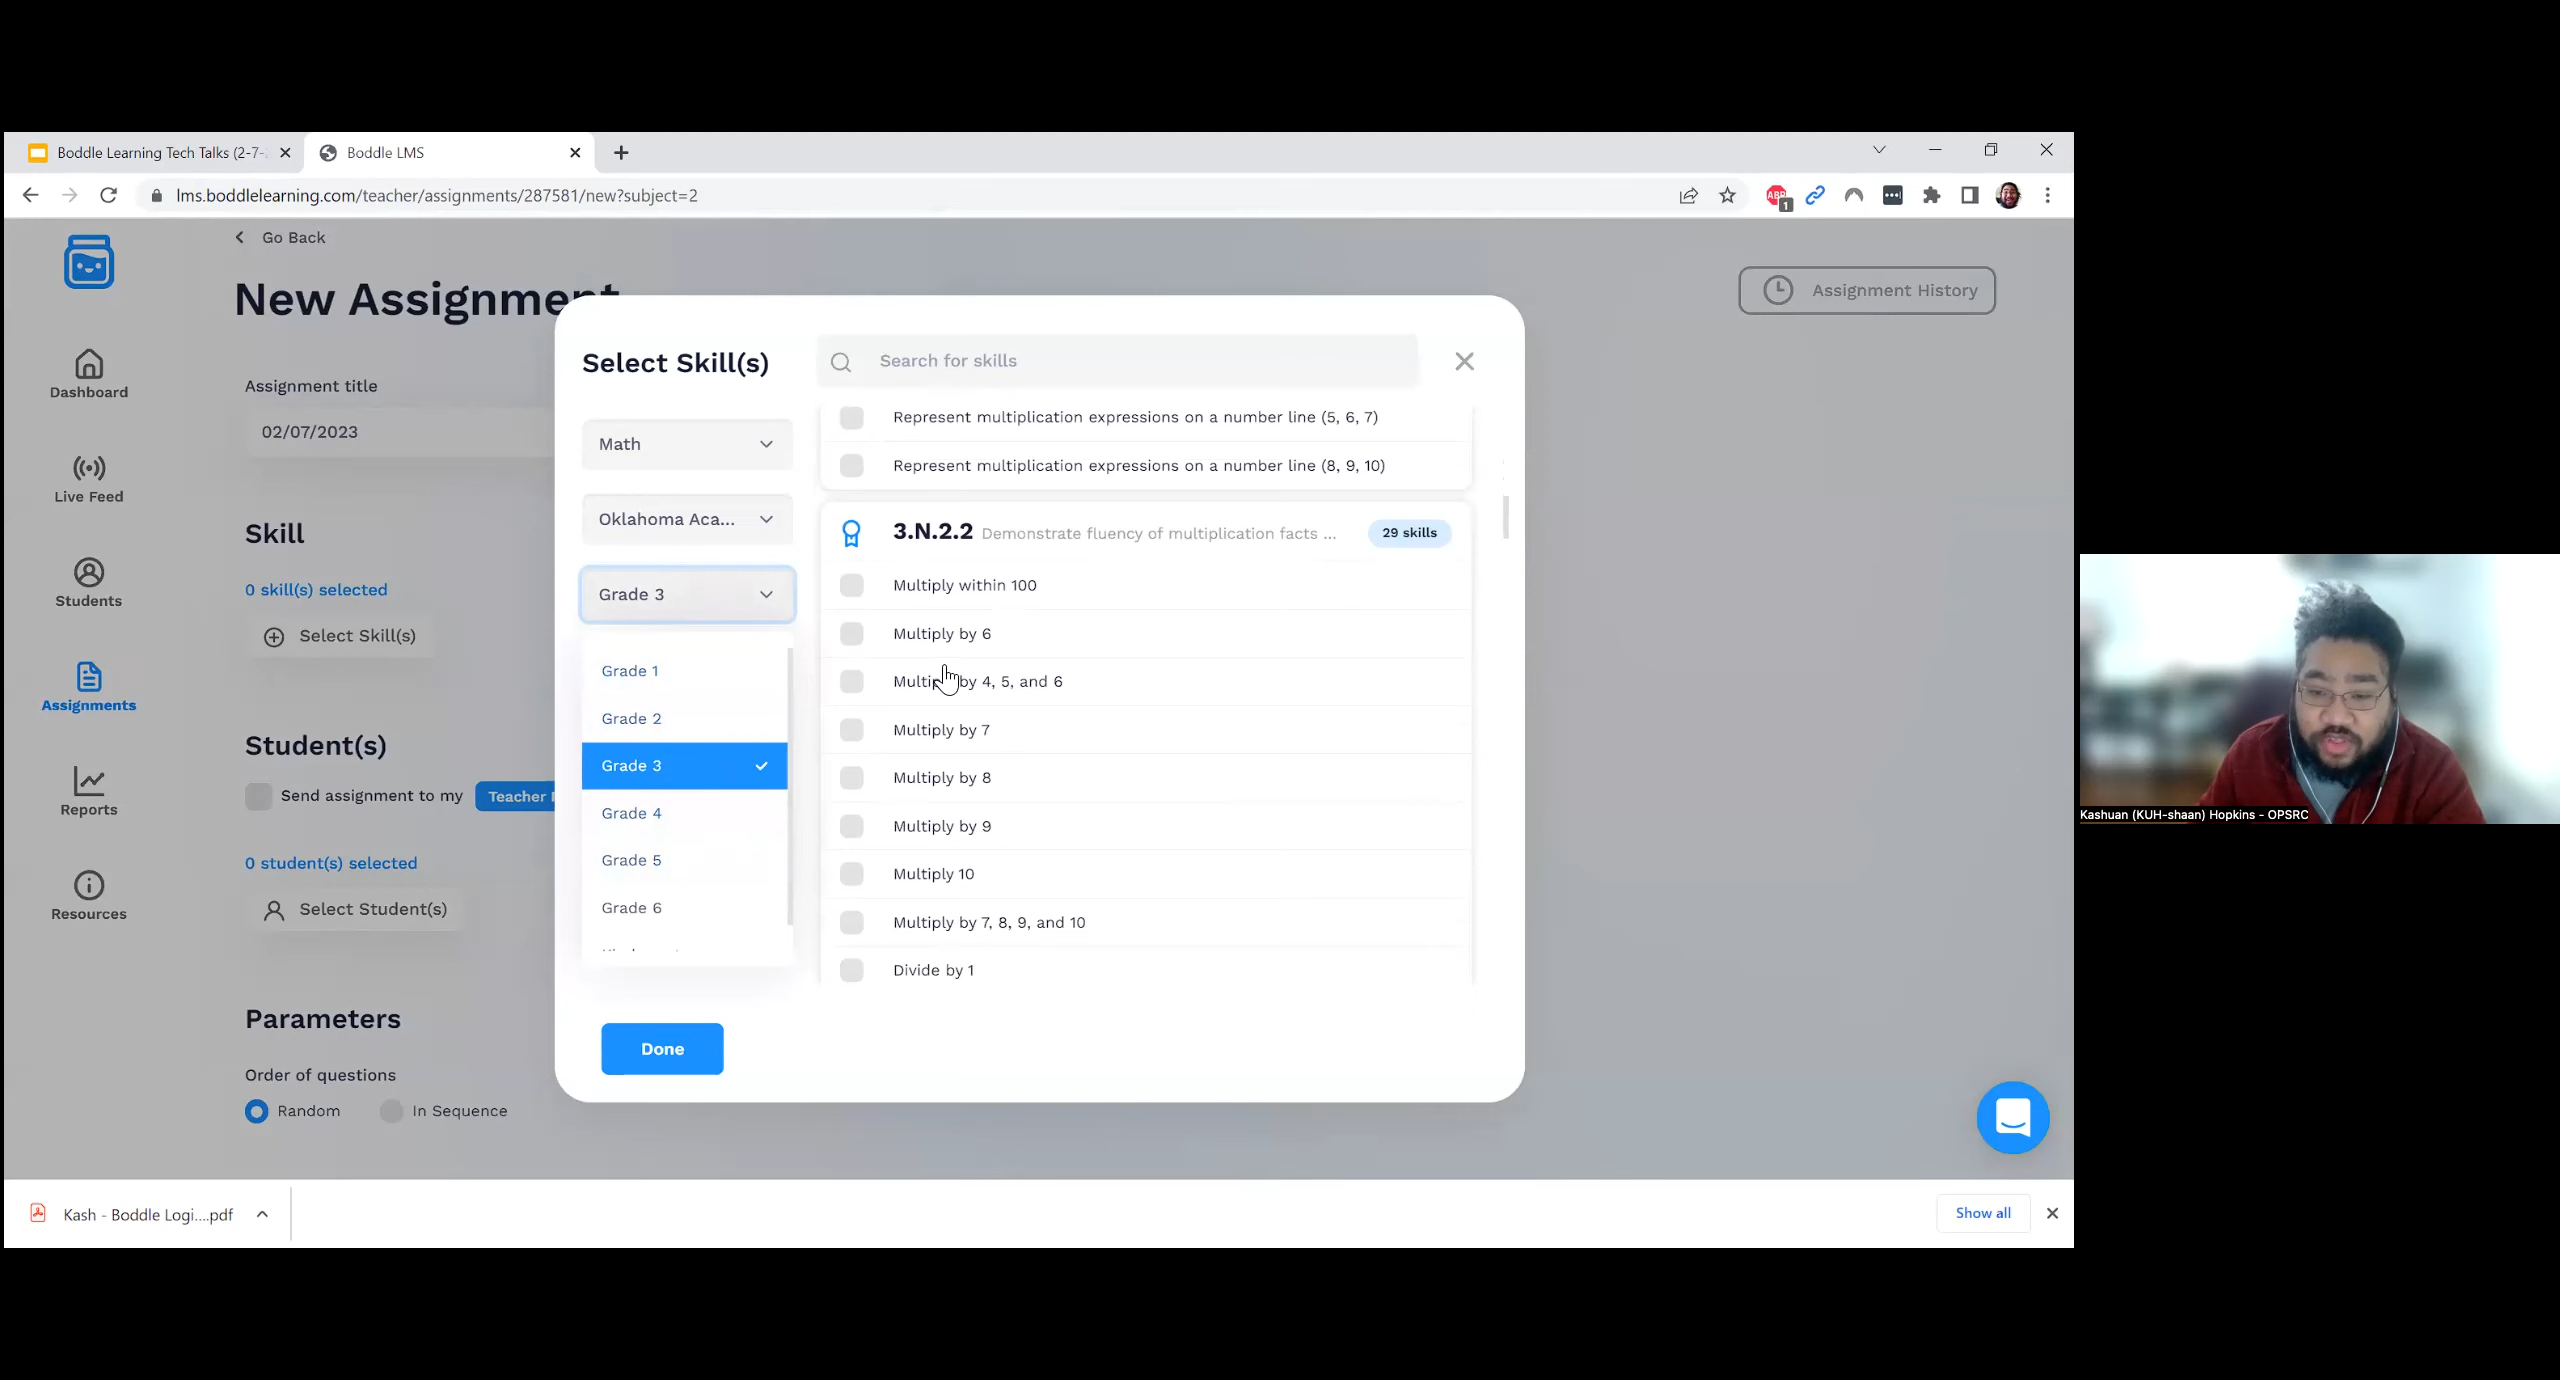 Boddle Learning Tech Talks (2-7-
Boddle LMS
lms.boddlelearning.com/teacher/assignments/287581/new?subject=2
ABP
1
Go Back
New Assignment
Assignment History
Dashboard
Live Feed
Students
Assignments
Reports
Resources
Assignment title
02/07/2023
Skill
0 skill(s) selected
Select Skill(s)
Student(s)
Send assignment to my
Teacher
0 student(s) selected
Select Student(s)
Parameters
Order of questions
Random
In Sequence
Select Skill(s)
Search for skills
Math
Oklahoma Aca...
Grade 3
Grade 1
Grade 2
Grade 3
Grade 4
Grade 5
Grade 6
Represent multiplication expressions on a number line (5, 6, 7)
Represent multiplication expressions on a number line (8, 9, 10)
3.N.2.2 Demonstrate fluency of multiplication facts ...
29 skills
Multiply within 100
Multiply by 6
Multiply by 4, 5, and 6
Multiply by 7
Multiply by 8
Multiply by 9
Multiply 10
Multiply by 7, 8, 9, and 10
Divide by 1
Done
Kashuan (KUH-shaan) Hopkins - OPSRC
Kash - Boddle Logi....pdf
Show all